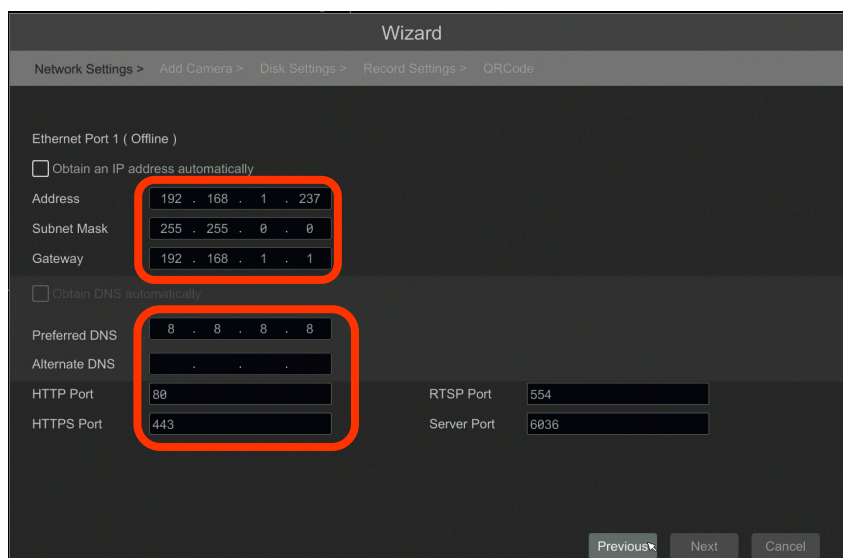 Wizard
Network Settings > Add Camera > Disk Settings > Record Settings > QRCode
Ethernet Port 1 ( Offline )
Obtain an IP address automatically
Address 192 . 168 . 1 . 237
Subnet Mask 255 . 255 . 0 . 0
Gateway 192 . 168 . 1 . 1
Obtain DNS automatically
Preferred DNS 8 . 8 . 8 . 8
Alternate DNS . . .
HTTP Port 80 RTSP Port 554
HTTPS Port 443 Server Port 6036
Previous Next Cancel